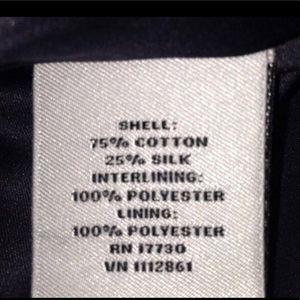 SHELL:
75% COTTON
25% SILK
INTERLINING:
100% POLYESTER
LINING:
100% POLYESTER
RN 17730
VN 1112861